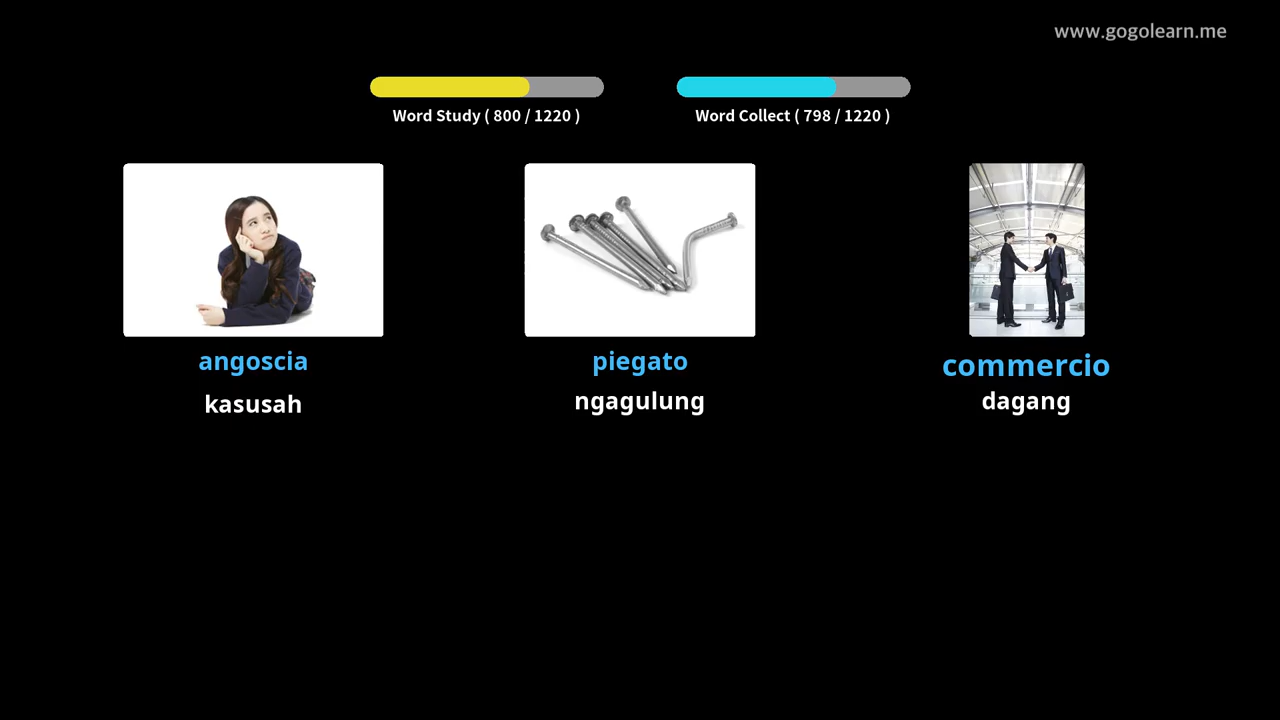 www.gogolearn.me
Word Study ( 800 / 1220 )
Word Collect ( 798 / 1220 )
angoscia
kasusah
piegato
ngagulung
commercio
dagang